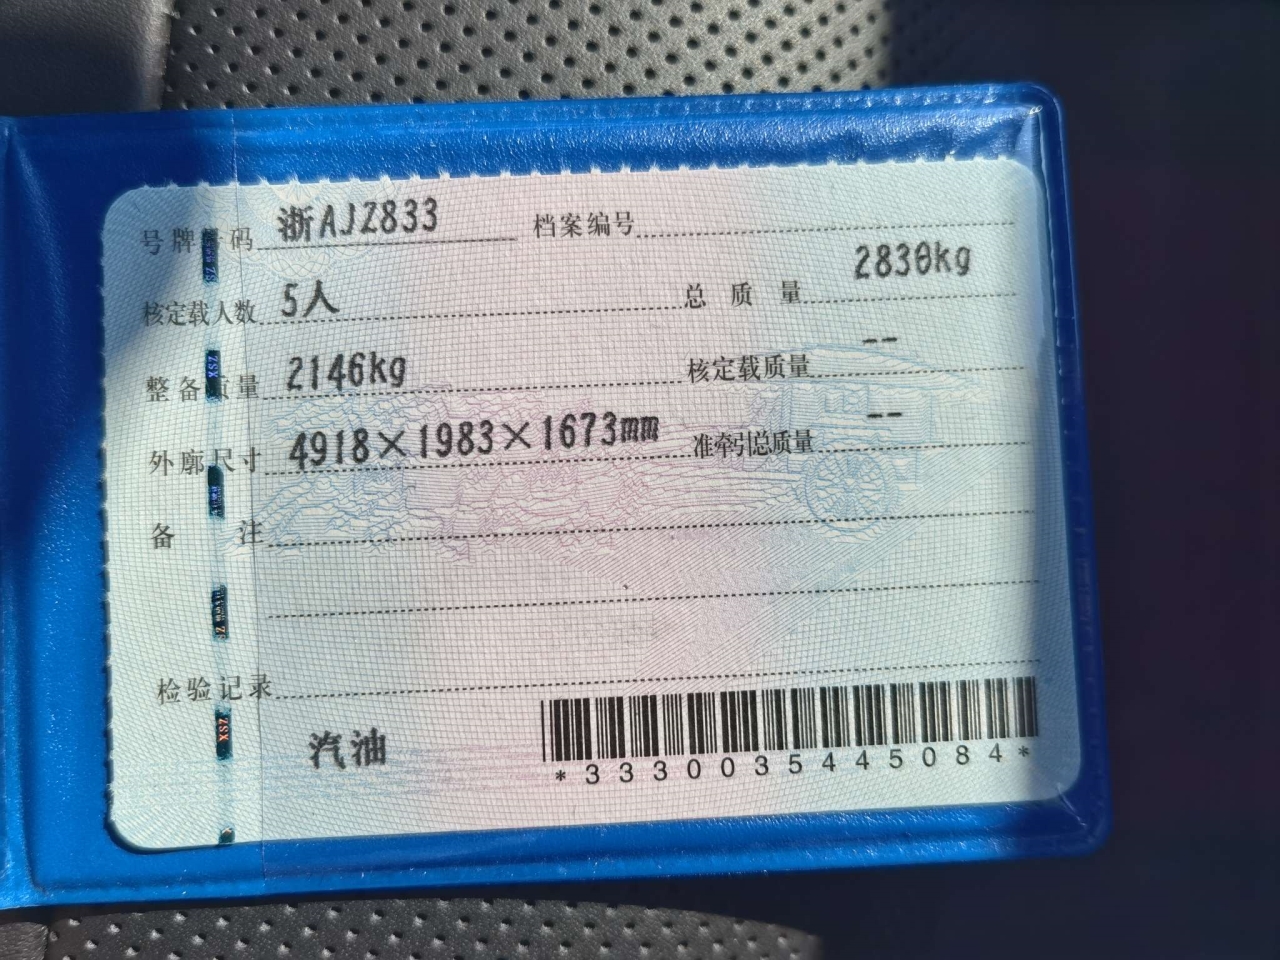 号牌号码 浙AJZ833 档案编号
核定载人数 5人 总质量 2830kg
整备质量 2146kg 核定载质量 --
外廓尺寸 4918×1983×1673mm 准牵引总质量 --
备注
检验记录
汽油
*3330035445084*